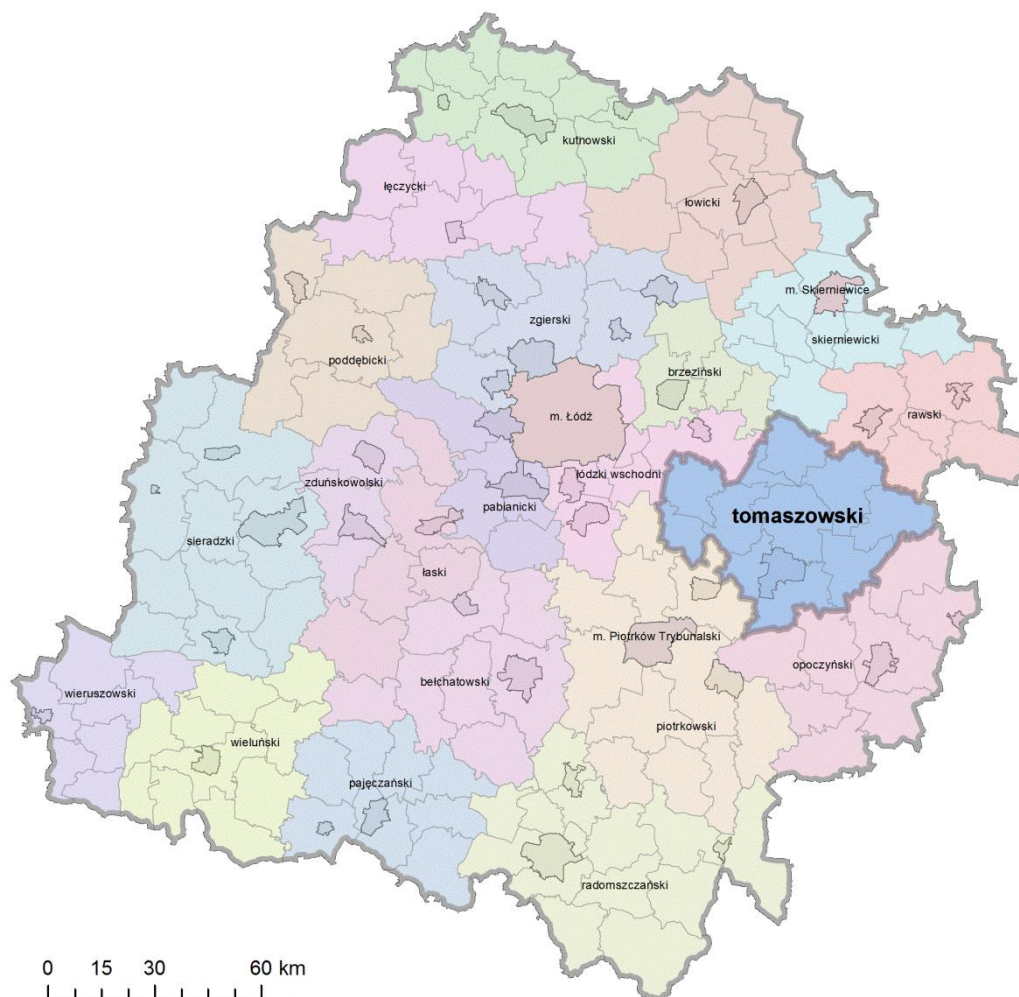 kutnowski
łęczycki
łowicki
m. Skierniewice
zgierski
skierniewicki
poddębicki
brzeziński
m. Łódź
rawski
łódzki wschodni
zduńskowolski
pabianicki
tomaszowski
sieradzki
łaski
m. Piotrków Trybunalski
opoczyński
bełchatowski
wieruszowski
piotrkowski
wieluński
pajęczański
radomszczański
0 15 30 60 km